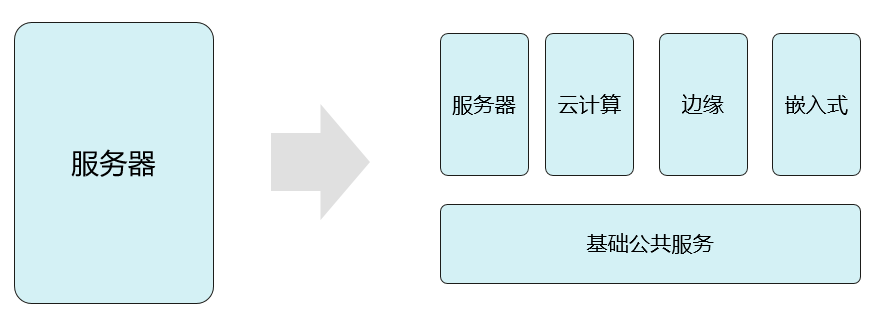 服务器
服务器
云计算
边缘
嵌入式
基础公共服务